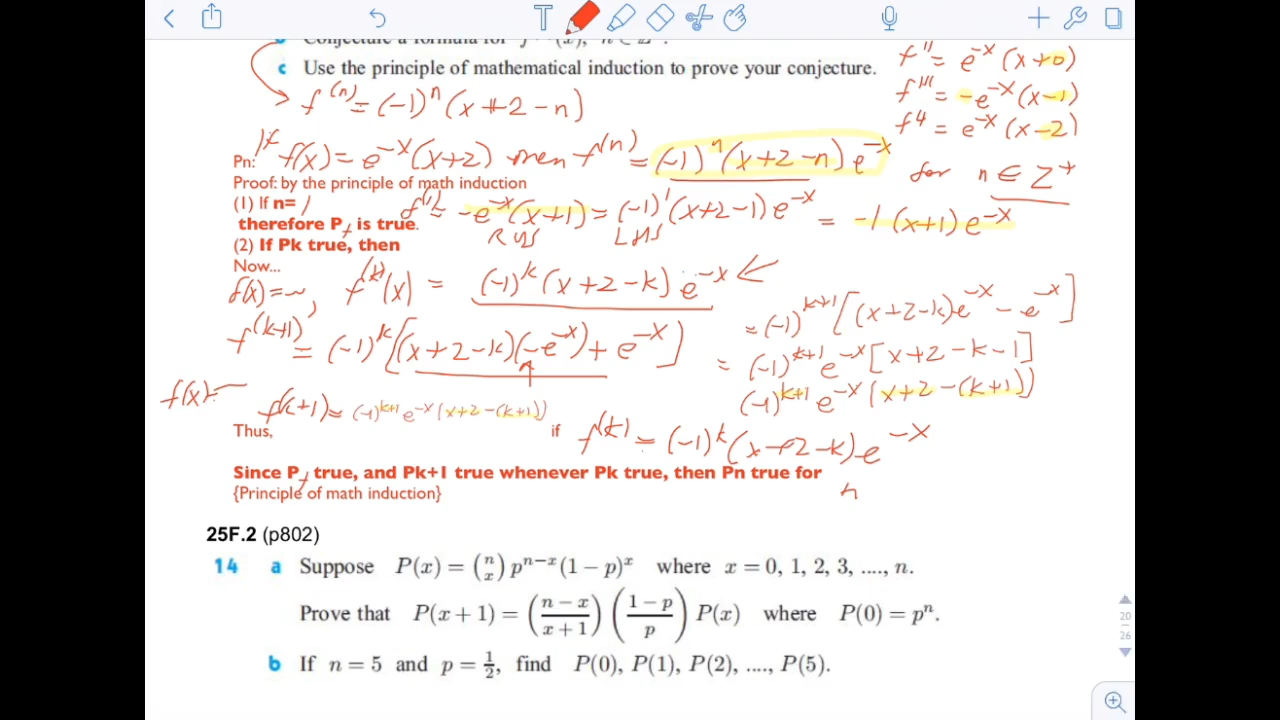 c Use the principle of mathematical induction to prove your conjecture.
f'' = e^-x (x+0)
f''' = -e^-x (x-1)
f^4 = e^-x (x-2)
f^(n) = (-1)^n (x+2-n)
Pn: If f(x) = e^-x (x+2) then f^(n) = (-1)^n (x+2-n) e^-x for n ∈ Z^+
Proof: by the principle of math induction
(1) If n= 1 f^(1) = -e^-x (x+1) = (-1)^1 (x+2-1) e^-x = -1 (x+1) e^-x
therefore P1 is true. RHS LHS
(2) If Pk true, then
Now...
f(x) = ~, f^(k)(x) = (-1)^k (x+2-k) e^-x
= (-1)^k+1 [(x+2-k) e^-x - e^-x]
f^(k+1) = (-1)^k [(x+2-k)(-e^-x) + e^-x]
= (-1)^k+1 e^-x [x+2-k-1]
(-1)^k+1 e^-x (x+2-(k+1))
f(x)=
f(k+1) = (-1)^k+1 e^-x (x+2-(k+1))
Thus, if f^(k) = (-1)^k (x+2-k) e^-x
Since P1 true, and Pk+1 true whenever Pk true, then Pn true for n
{Principle of math induction}
25F.2 (p802)
14 a Suppose P(x) = (n x) p^n−x (1 − p)^x where x = 0, 1, 2, 3, ...., n.
Prove that P(x + 1) = ((n − x)/(x + 1)) ((1 − p)/p) P(x) where P(0) = p^n.
b If n = 5 and p = 1/2, find P(0), P(1), P(2), ...., P(5).
20
26